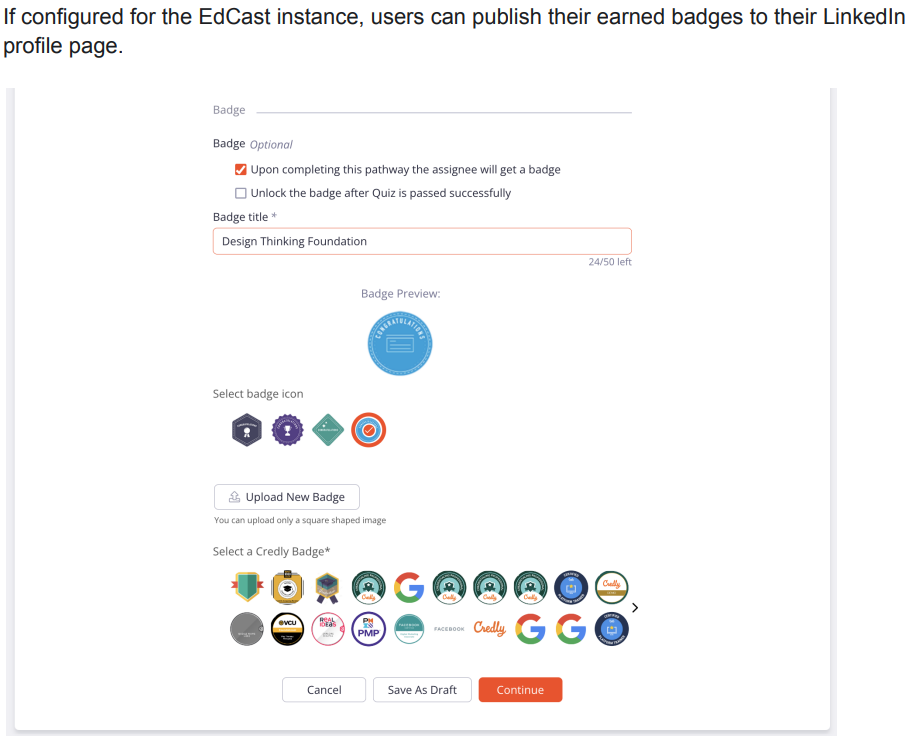 If configured for the EdCast instance, users can publish their earned badges to their LinkedIn
profile page.
Badge
Badge Optional
Upon completing this pathway the assignee will get a badge
Unlock the badge after Quiz is passed successfully
Badge title *
Design Thinking Foundation
24/50 left
Badge Preview:
CONGRATULATIONS
Select badge icon
Upload New Badge
You can upload only a square shaped image
Select a Credly Badge*
Credly
Credly
Credly
Credly
Credly
VCU
REAL
IDEAS
PMP
FACEBOOK
FACEBOOK
Credly
Cancel
Save As Draft
Continue